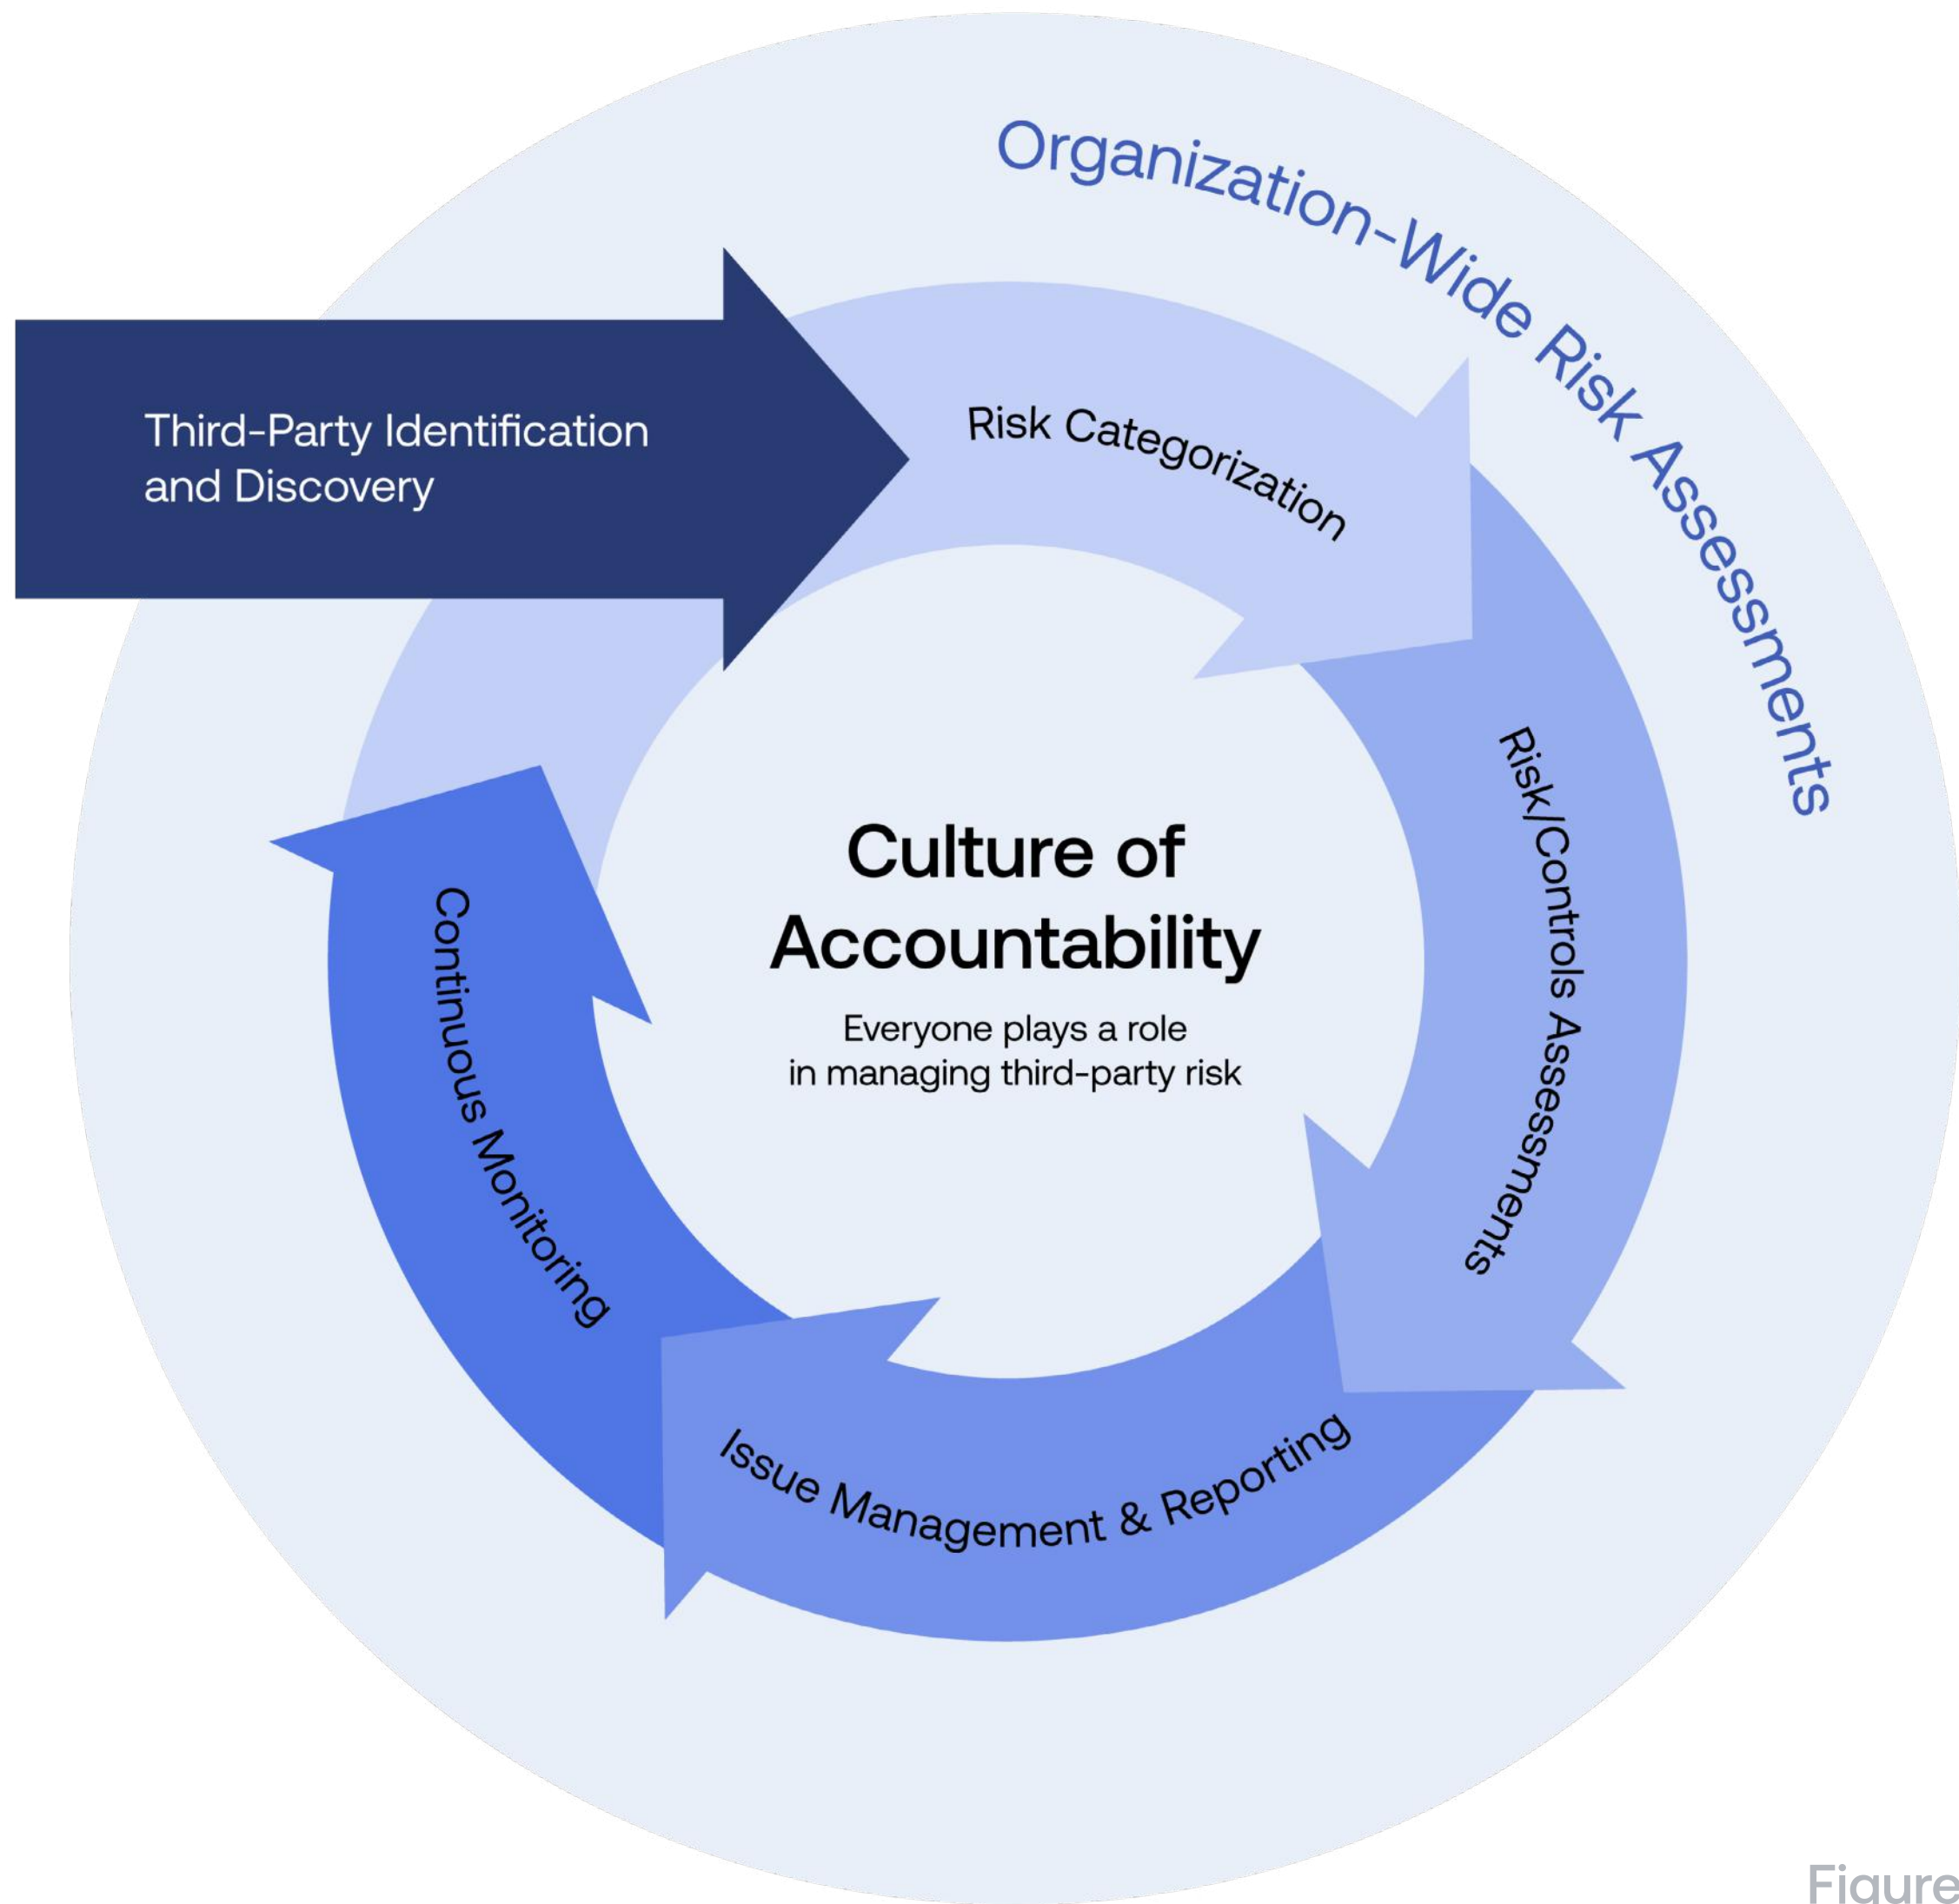 Organization-Wide Risk Assessments
Third-Party Identification
and Discovery
Risk Categorization
Risk/Controls Assessments
Issue Management & Reporting
Continuous Monitoring
Culture of
Accountability
Everyone plays a role
in managing third-party risk
Figure